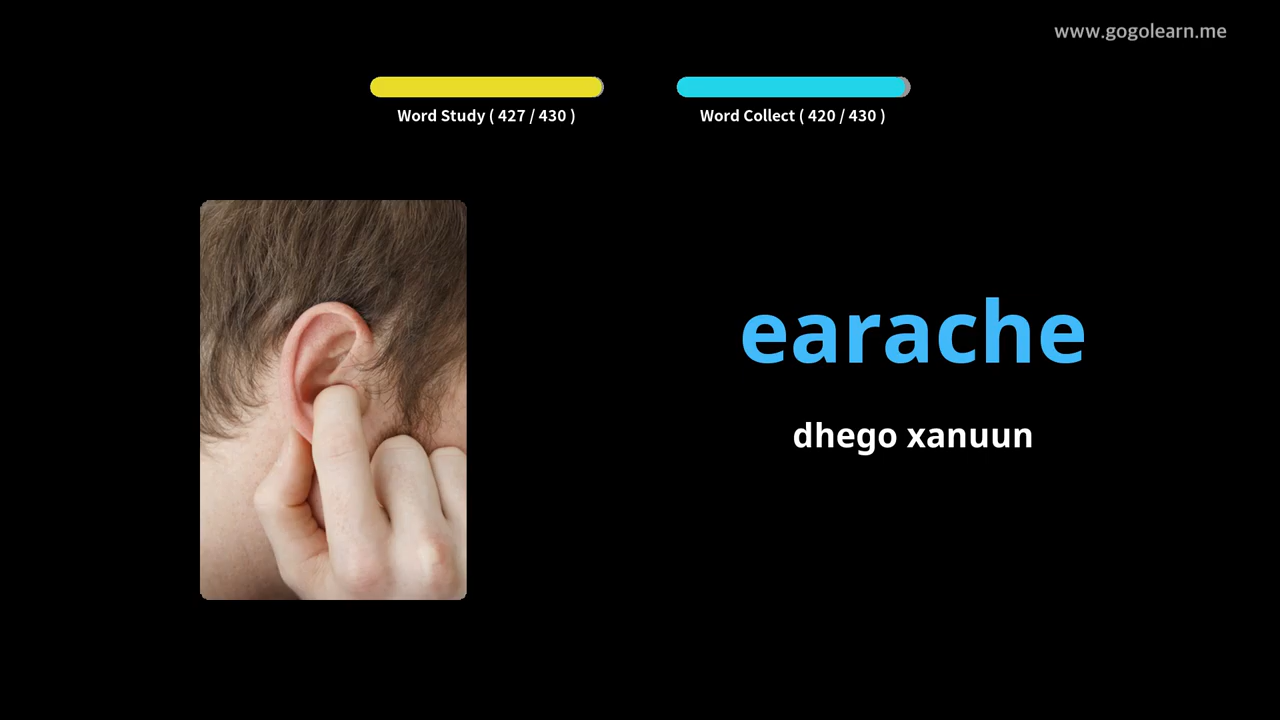 www.gogolearn.me
Word Study ( 427 / 430 )
Word Collect ( 420 / 430 )
earache
dhego xanuun